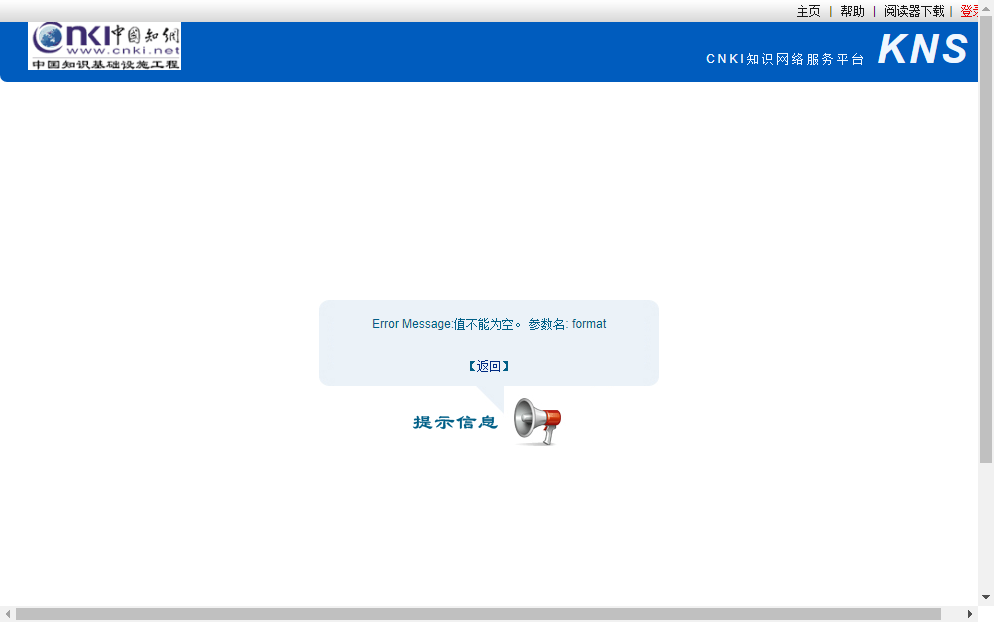 主页 | 帮助 | 阅读器下载 | 登录
CNKI中国知网
www.cnki.net
中国知识基础设施工程
CNKI知识网络服务平台 KNS
Error Message:值不能为空。 参数名: format
【返回】
提示信息